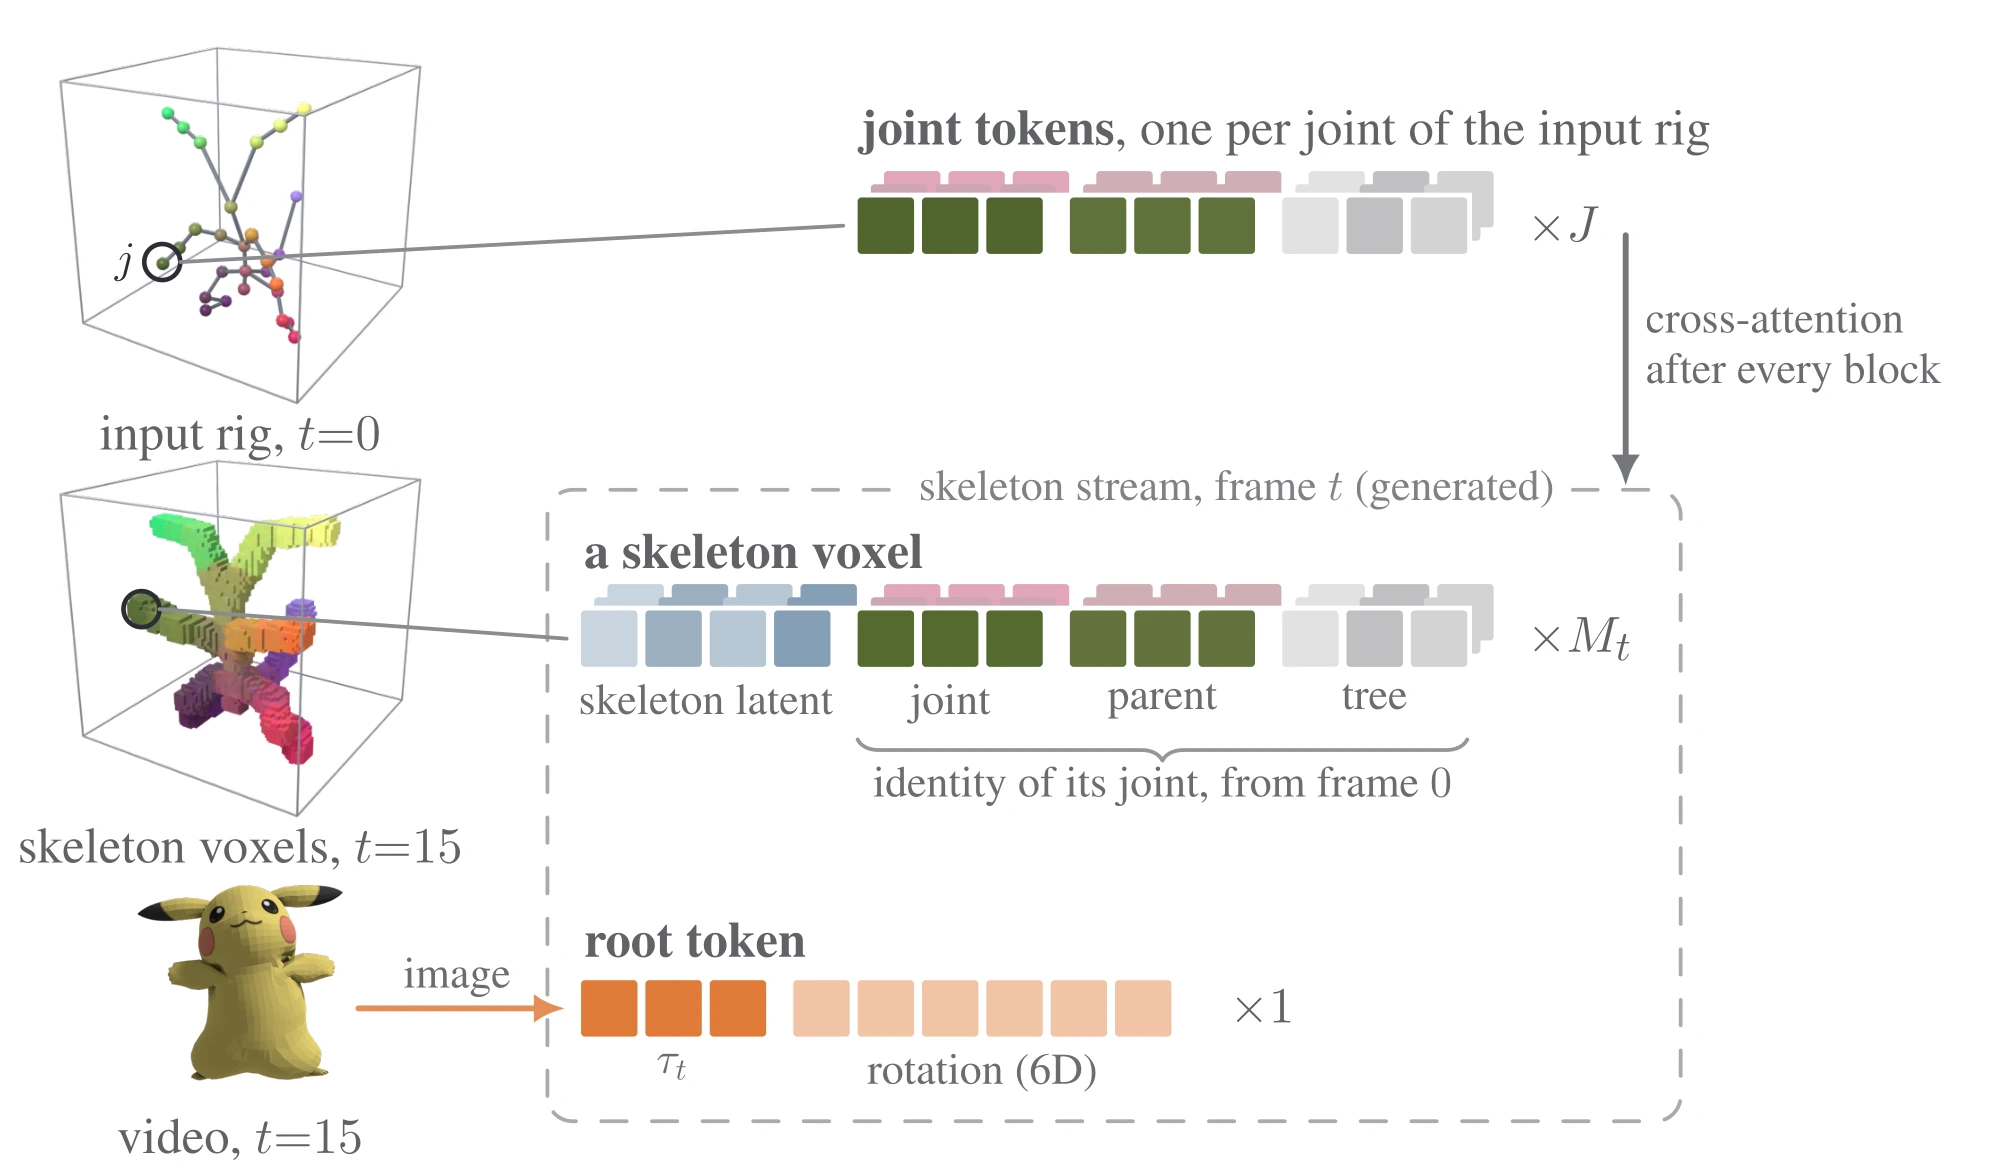 joint tokens, one per joint of the input rig
×J
j
cross-attention
after every block
input rig, t=0
skeleton stream, frame t (generated)
a skeleton voxel
×Mₜ
skeleton latent
joint
parent
tree
identity of its joint, from frame 0
skeleton voxels, t=15
root token
image
×1
τₜ
rotation (6D)
video, t=15